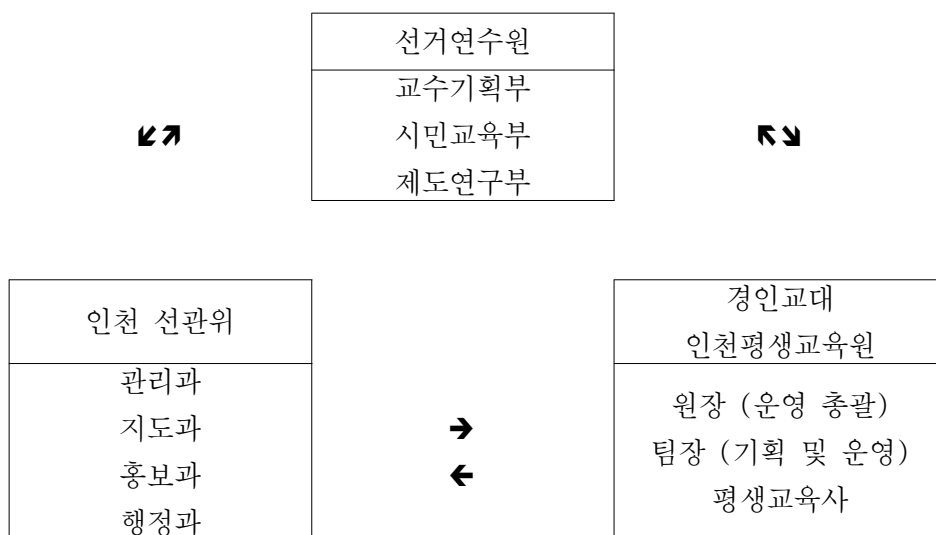 선거연수원
교수기획부
시민교육부
제도연구부
인천 선관위
관리과
지도과
홍보과
행정과
경인교대
인천평생교육원
원장 (운영 총괄)
팀장 (기획 및 운영)
평생교육사